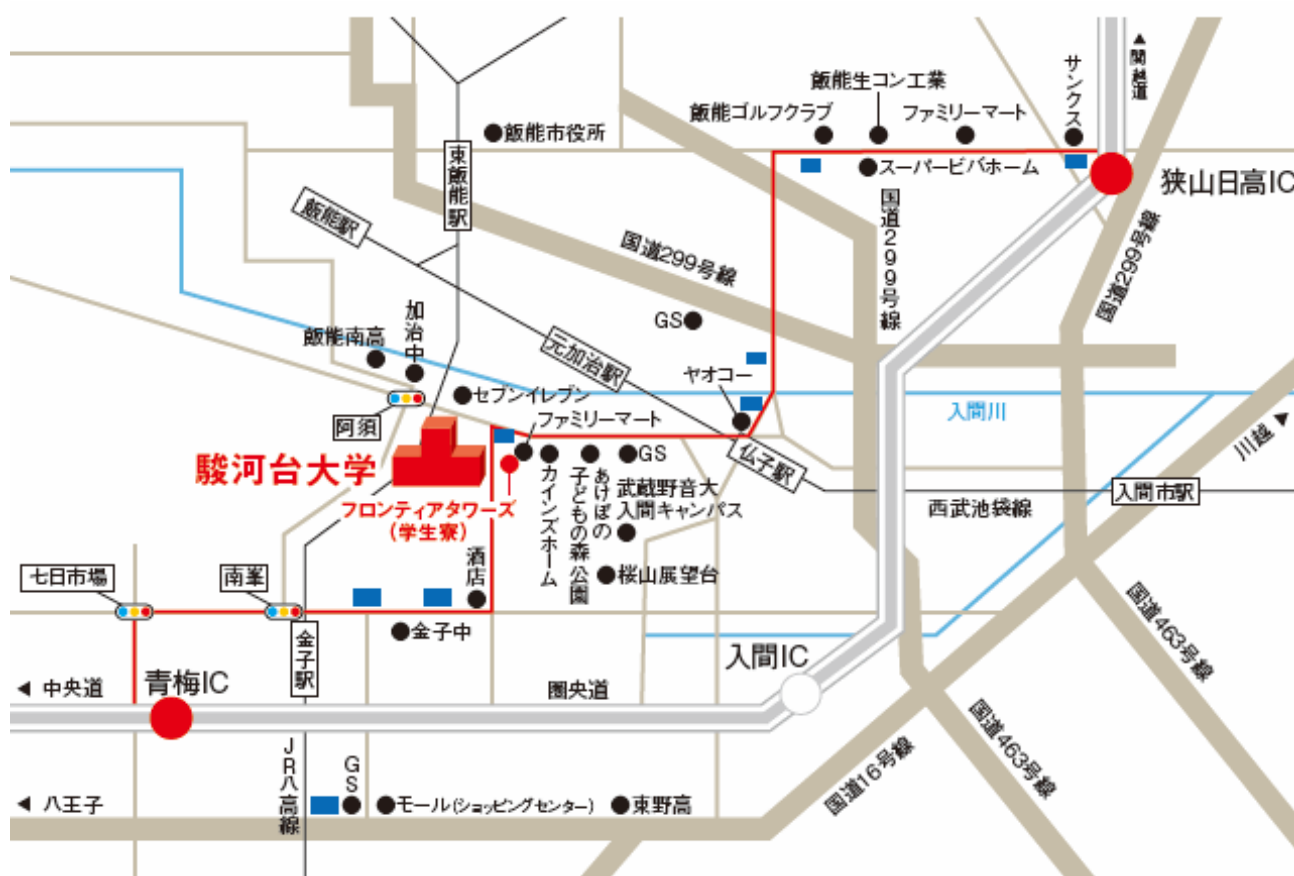 ▲関越道
サンクス
飯能生コン工業
飯能ゴルフクラブ
ファミリーマート
飯能市役所
東飯能駅
スーパービバホーム
狭山日高IC
飯能駅
国道299号線
国道299号線
国道299号線
加治中
飯能南高
GS
元加治駅
ヤオコー
セブンイレブン
ファミリーマート
入間川
阿須
川越▶
駿河台大学
GS
仏子駅
カインズホーム
あけぼの
子どもの森公園
武蔵野音大
入間キャンパス
入間市駅
西武池袋線
フロンティアタワーズ
(学生寮)
酒店
桜山展望台
七日市場
南峯
金子中
金子駅
入間IC
国道463号線
◀ 中央道
青梅IC
圏央道
国道463号線
国道16号線
JR八高線
GS
◀ 八王子
モール(ショッピングセンター)
東野高